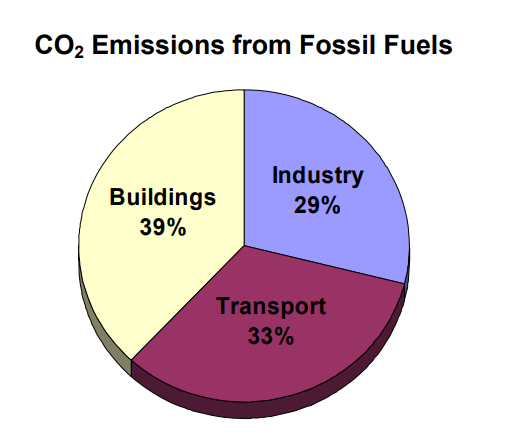 CO₂ Emissions from Fossil Fuels
Industry
29%
Buildings
39%
Transport
33%